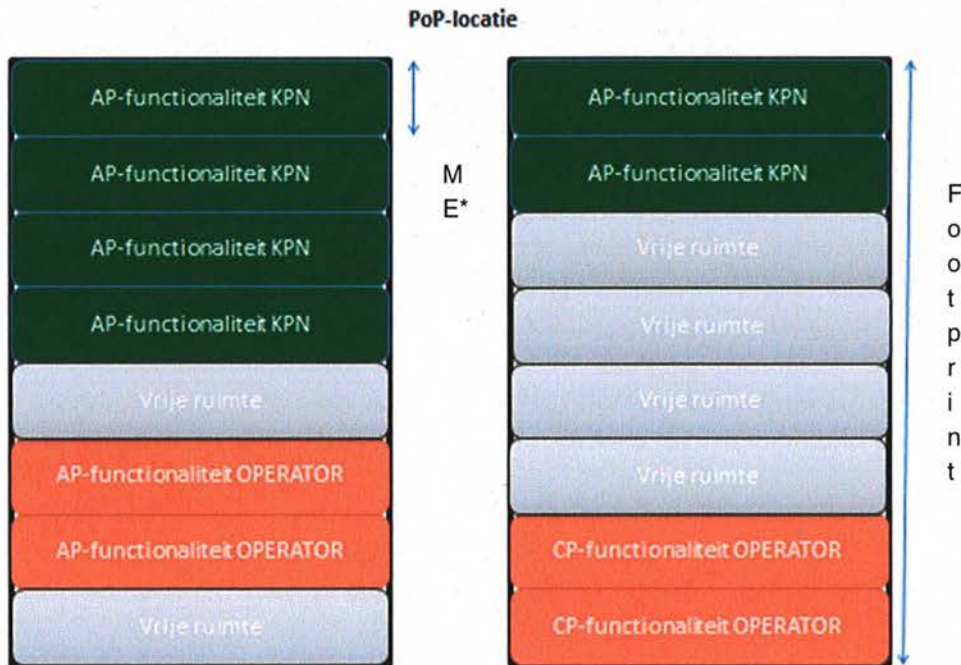 PoP-locatie
AP-functionaliteit KPN
AP-functionaliteit KPN
AP-functionaliteit KPN
AP-functionaliteit KPN
Vrije ruimte
AP-functionaliteit OPERATOR
AP-functionaliteit OPERATOR
Vrije ruimte
M
E*
AP-functionaliteit KPN
AP-functionaliteit KPN
Vrije ruimte
Vrije ruimte
Vrije ruimte
Vrije ruimte
CP-functionaliteit OPERATOR
CP-functionaliteit OPERATOR
F
o
o
t
p
r
i
n
t